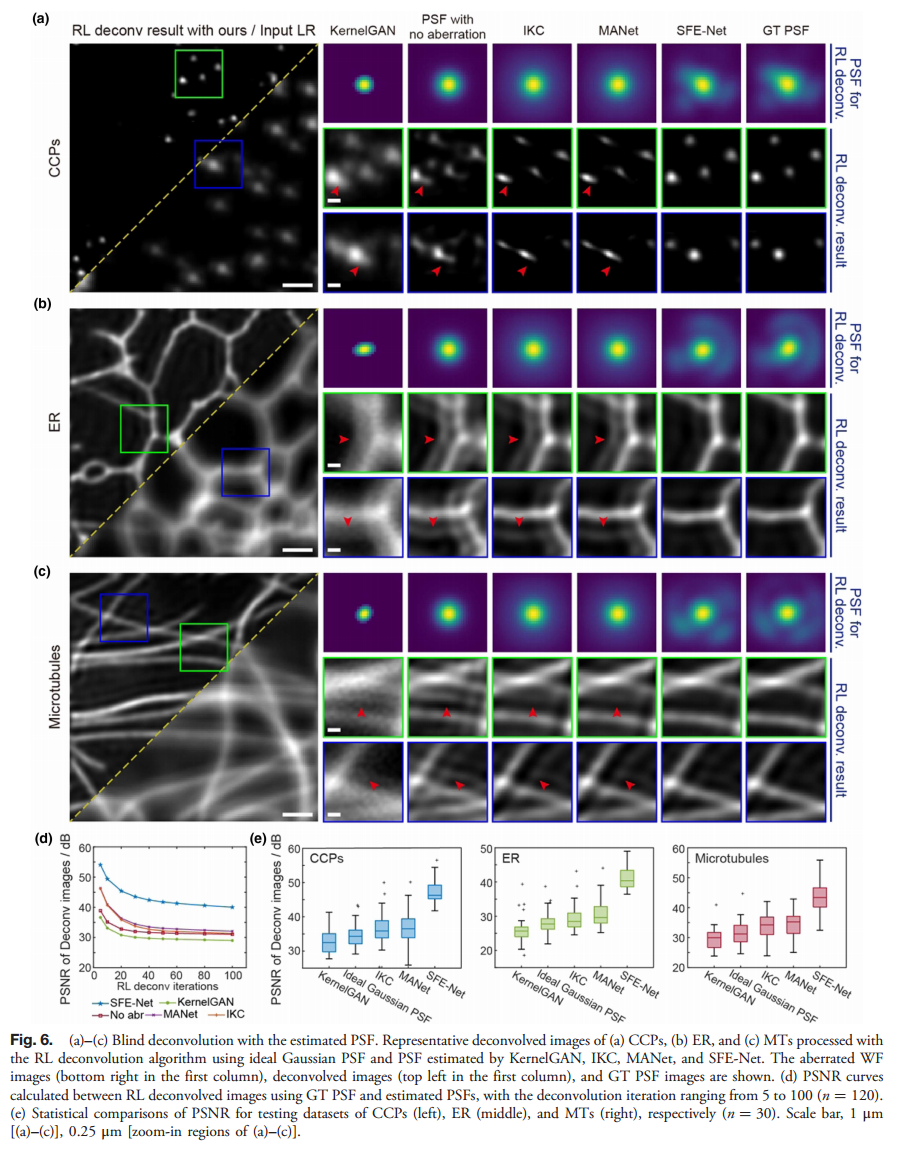 (a)
RL deconv result with ours / Input LR
KernelGAN
PSF with
no aberration
IKC
MANet
SFE-Net
GT PSF
CCPs
PSF for
RL deconv.
RL deconv. result
(b)
ER
PSF for
RL deconv.
RL deconv. result
(c)
Microtubules
PSF for
RL deconv.
RL deconv. result
(d)
PSNR of Deconv images / dB
60
50
40
30
20
0
20
40
60
80
100
RL deconv iterations
SFE-Net
KernelGAN
No abr
MANet
IKC
(e)
PSNR of Deconv images / dB
CCPs
60
50
40
30
KernelGAN
Ideal Gaussian PSF
IKC
MANet
SFE-Net
ER
50
40
30
20
KernelGAN
Ideal Gaussian PSF
IKC
MANet
SFE-Net
Microtubules
60
50
40
30
20
KernelGAN
Ideal Gaussian PSF
IKC
MANet
SFE-Net
Fig. 6. (a)–(c) Blind deconvolution with the estimated PSF. Representative deconvolved images of (a) CCPs, (b) ER, and (c) MTs processed with
the RL deconvolution algorithm using ideal Gaussian PSF and PSF estimated by KernelGAN, IKC, MANet, and SFE-Net. The aberrated WF
images (bottom right in the first column), deconvolved images (top left in the first column), and GT PSF images are shown. (d) PSNR curves
calculated between RL deconvolved images using GT PSF and estimated PSFs, with the deconvolution iteration ranging from 5 to 100 (n = 120).
(e) Statistical comparisons of PSNR for testing datasets of CCPs (left), ER (middle), and MTs (right), respectively (n = 30). Scale bar, 1 μm
[(a)–(c)], 0.25 μm [zoom-in regions of (a)–(c)].